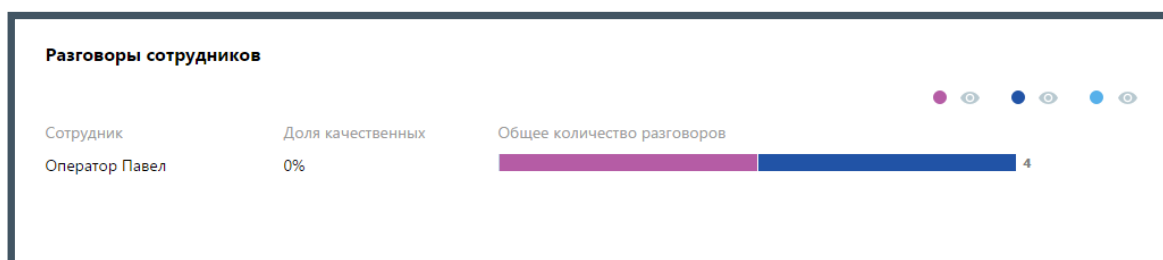 Разговоры сотрудников
Сотрудник Доля качественных Общее количество разговоров
Оператор Павел 0% 4